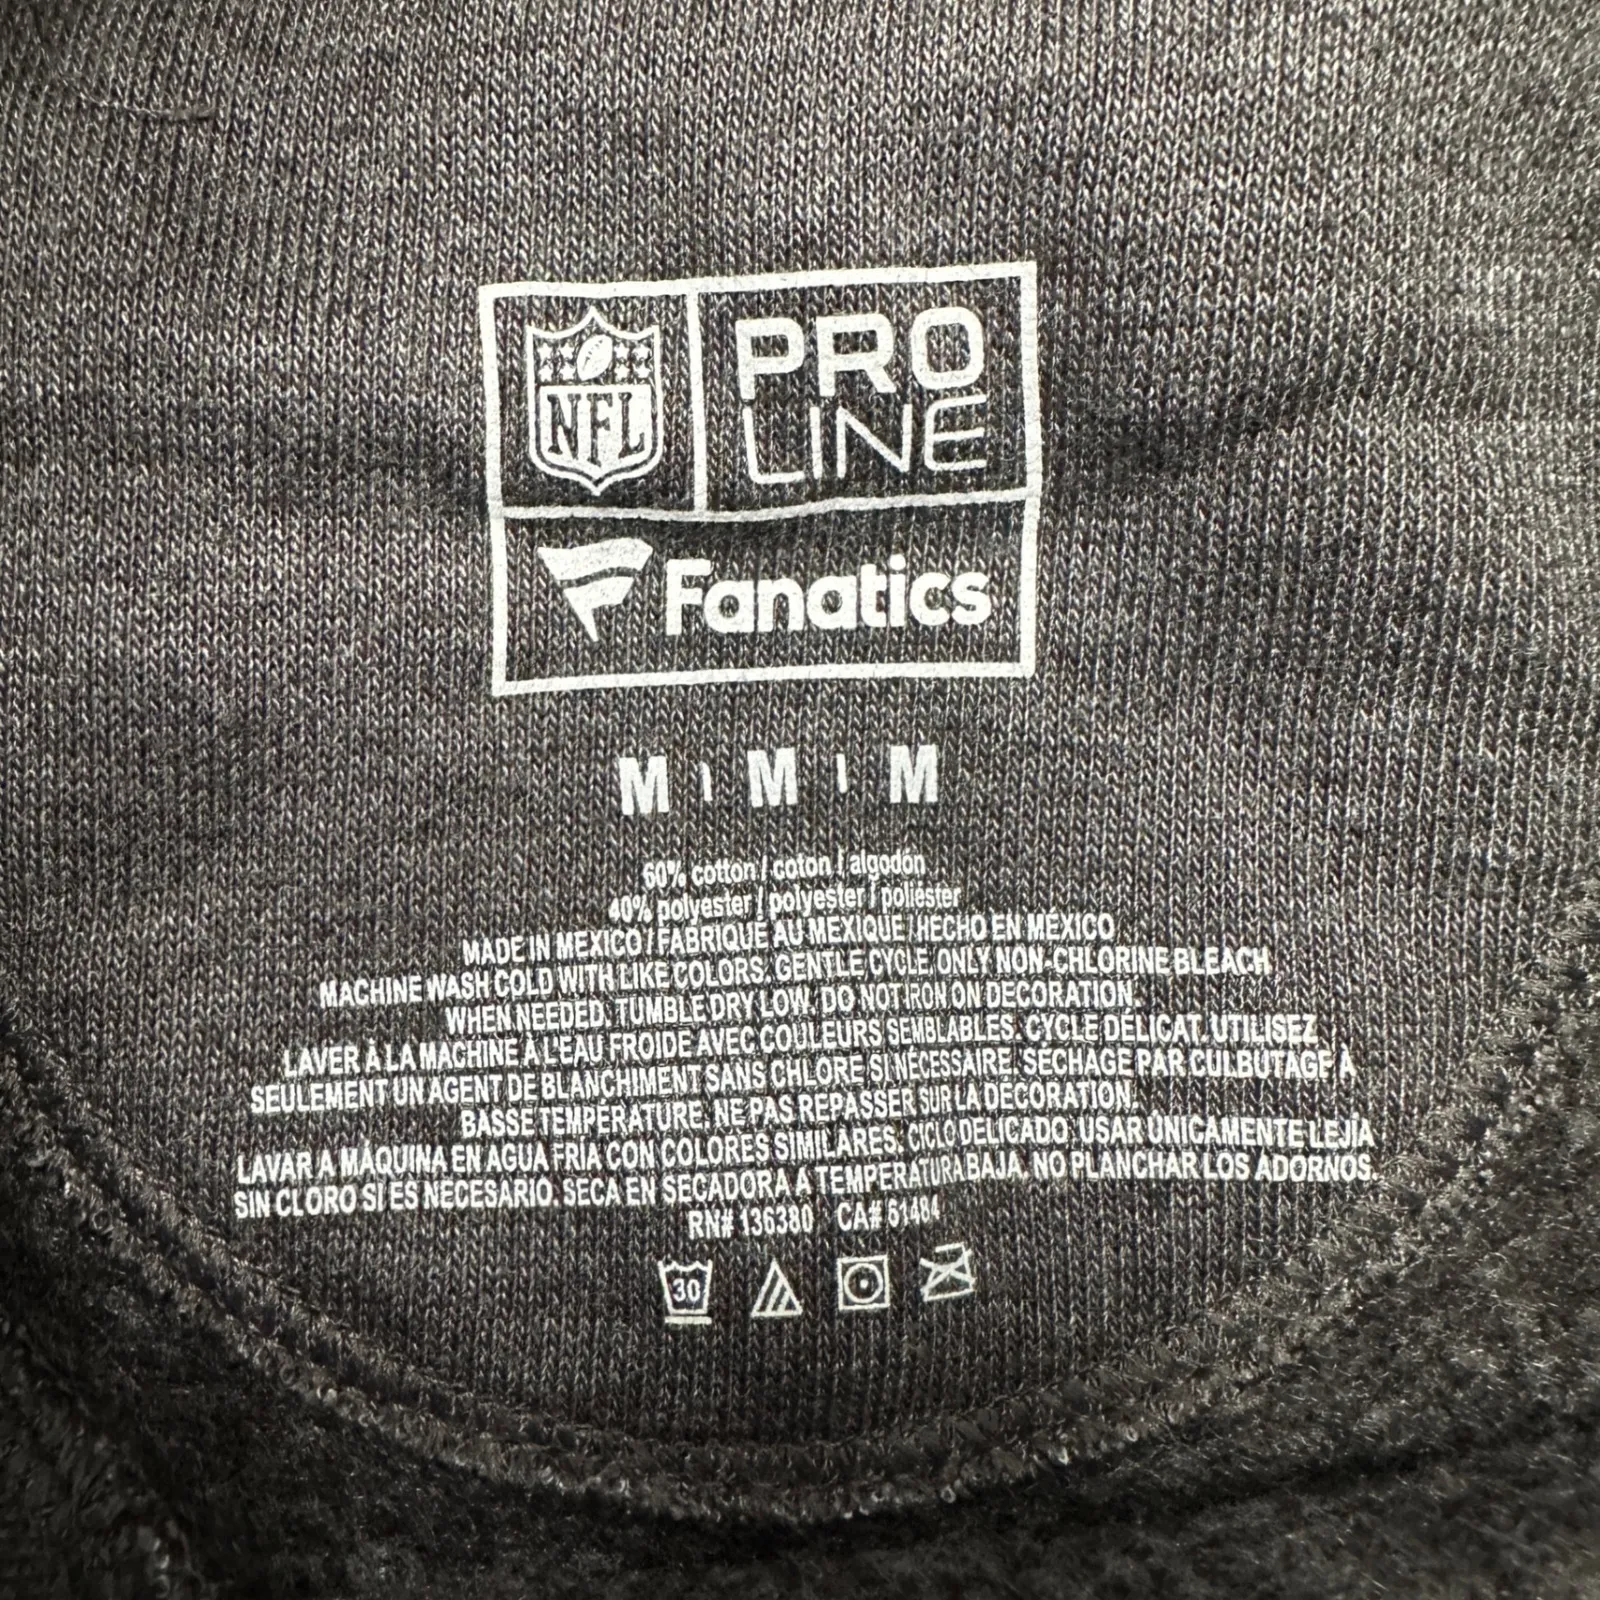 NFL
PRO
LINE
Fanatics
M | M | M
60% cotton / coton / algodón
40% polyester / polyester / poliéster
MADE IN MEXICO / FABRIQUÉ AU MEXIQUE / HECHO EN MÉXICO
MACHINE WASH COLD WITH LIKE COLORS. GENTLE CYCLE. ONLY NON-CHLORINE BLEACH
WHEN NEEDED. TUMBLE DRY LOW. DO NOT IRON ON DECORATION.
LAVER À LA MACHINE À L'EAU FROIDE AVEC COULEURS SEMBLABLES. CYCLE DÉLICAT. UTILISEZ
SEULEMENT UN AGENT DE BLANCHIMENT SANS CHLORE SI NÉCESSAIRE. SÉCHAGE PAR CULBUTAGE À
BASSE TEMPÉRATURE. NE PAS REPASSER SUR LA DÉCORATION.
LAVAR A MÁQUINA EN AGUA FRÍA CON COLORES SIMILARES. CICLO DELICADO. USAR ÚNICAMENTE LEJÍA
SIN CLORO SI ES NECESARIO. SECA EN SECADORA A TEMPERATURA BAJA. NO PLANCHAR LOS ADORNOS.
RN# 136380 CA# 51484
30